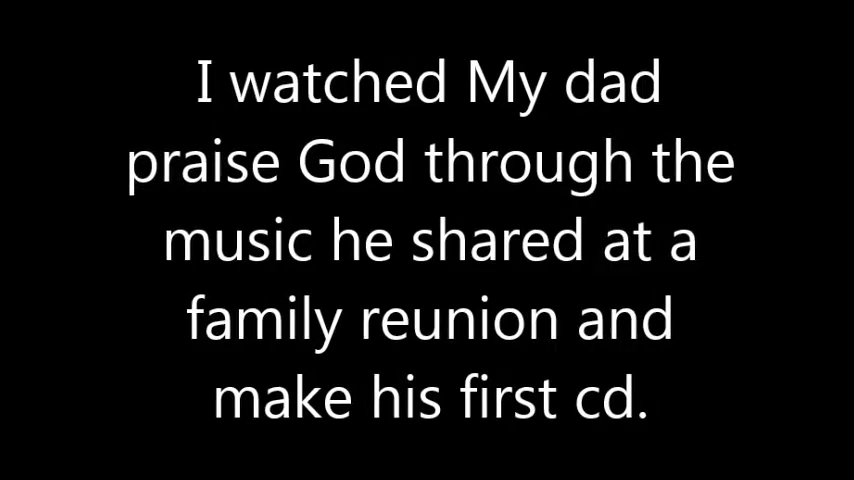 I watched My dad
praise God through the
music he shared at a
family reunion and
make his first cd.